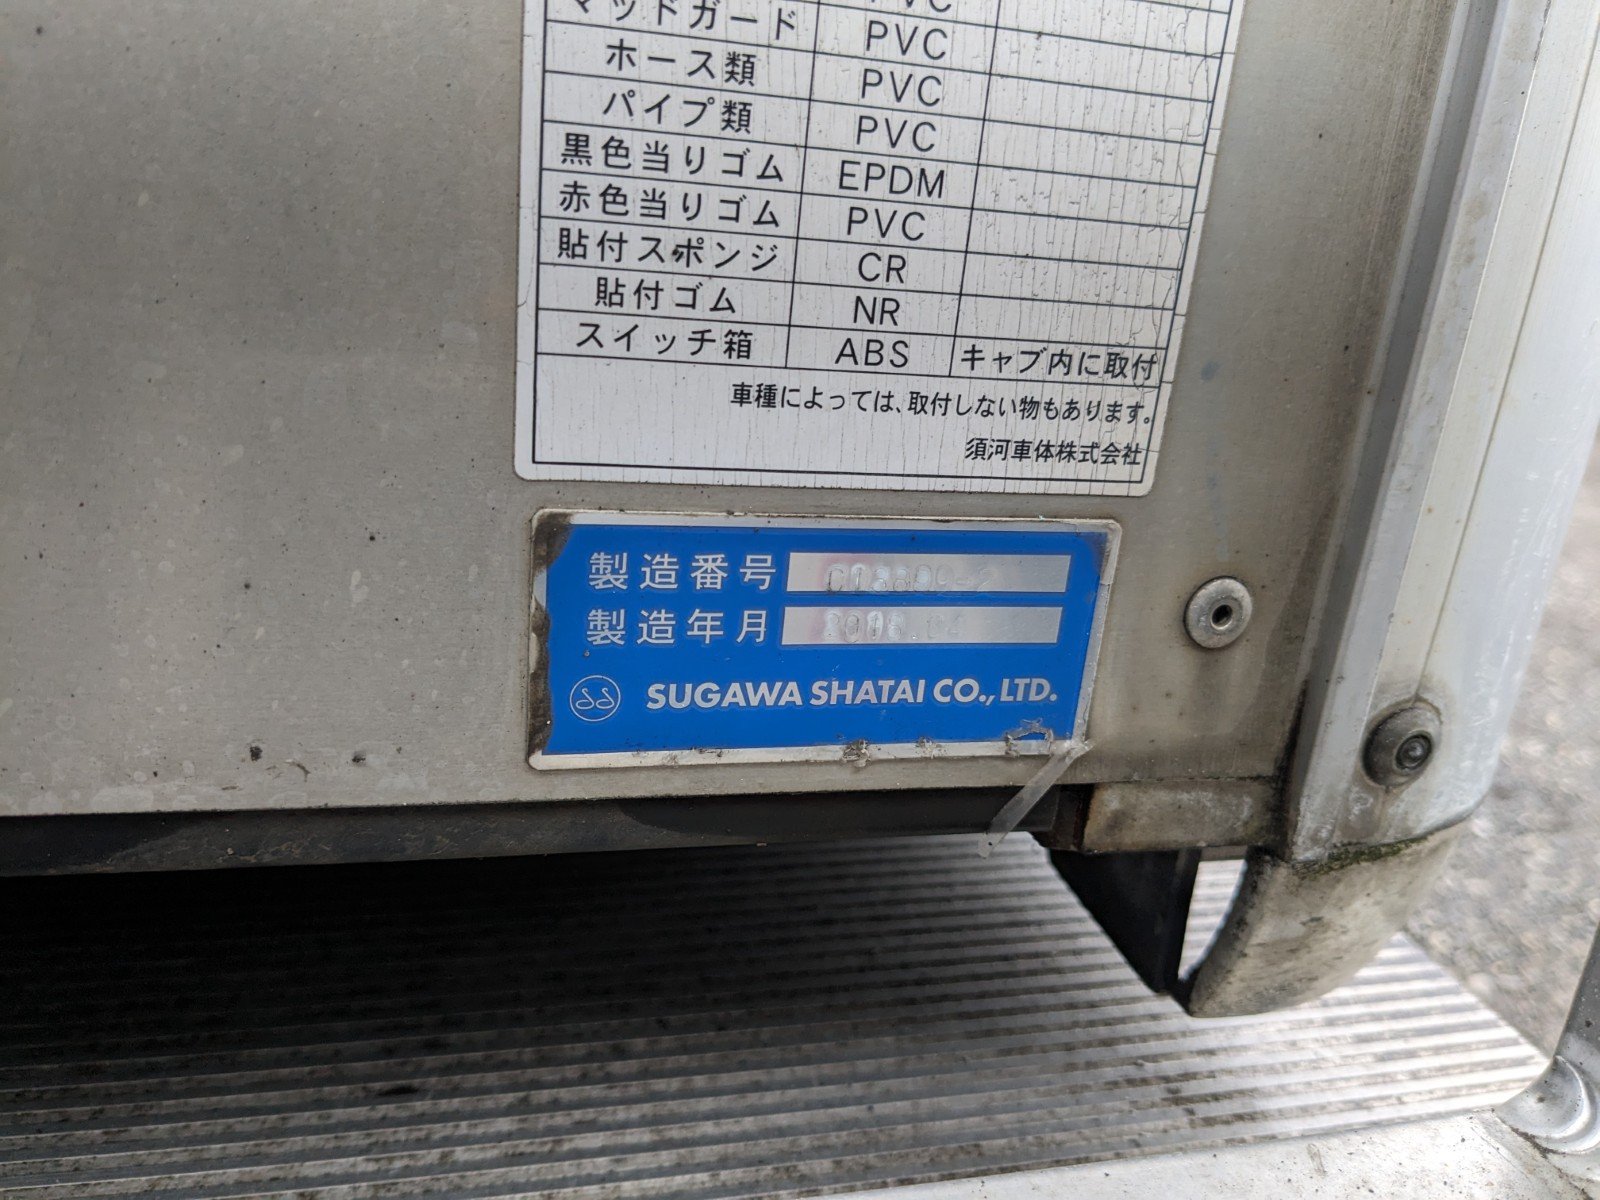 PVC
マッドガード PVC
ホース類 PVC
パイプ類 PVC
黒色当りゴム EPDM
赤色当りゴム PVC
貼付スポンジ CR
貼付ゴム NR
スイッチ箱 ABS キャブ内に取付
車種によっては、取付しない物もあります。
須河車体株式会社
製造番号
製造年月 2008 04
SUGAWA SHATAI CO., LTD.